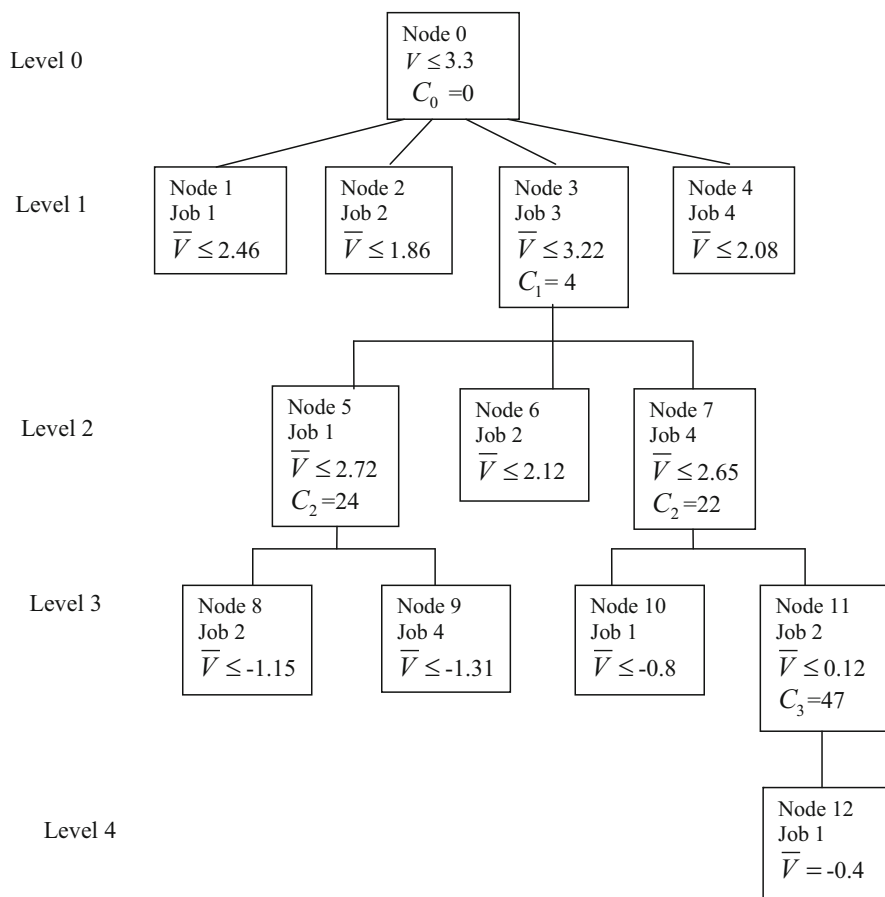 Level 0
Node 0
V ≤ 3.3
C₀ =0
Level 1
Node 1
Job 1
V̅ ≤ 2.46
Node 2
Job 2
V̅ ≤ 1.86
Node 3
Job 3
V̅ ≤ 3.22
C₁= 4
Node 4
Job 4
V̅ ≤ 2.08
Level 2
Node 5
Job 1
V̅ ≤ 2.72
C₂=24
Node 6
Job 2
V̅ ≤ 2.12
Node 7
Job 4
V̅ ≤ 2.65
C₂=22
Level 3
Node 8
Job 2
V̅ ≤ -1.15
Node 9
Job 4
V̅ ≤ -1.31
Node 10
Job 1
V̅ ≤ -0.8
Node 11
Job 2
V̅ ≤ 0.12
C₃=47
Level 4
Node 12
Job 1
V̅ = -0.4